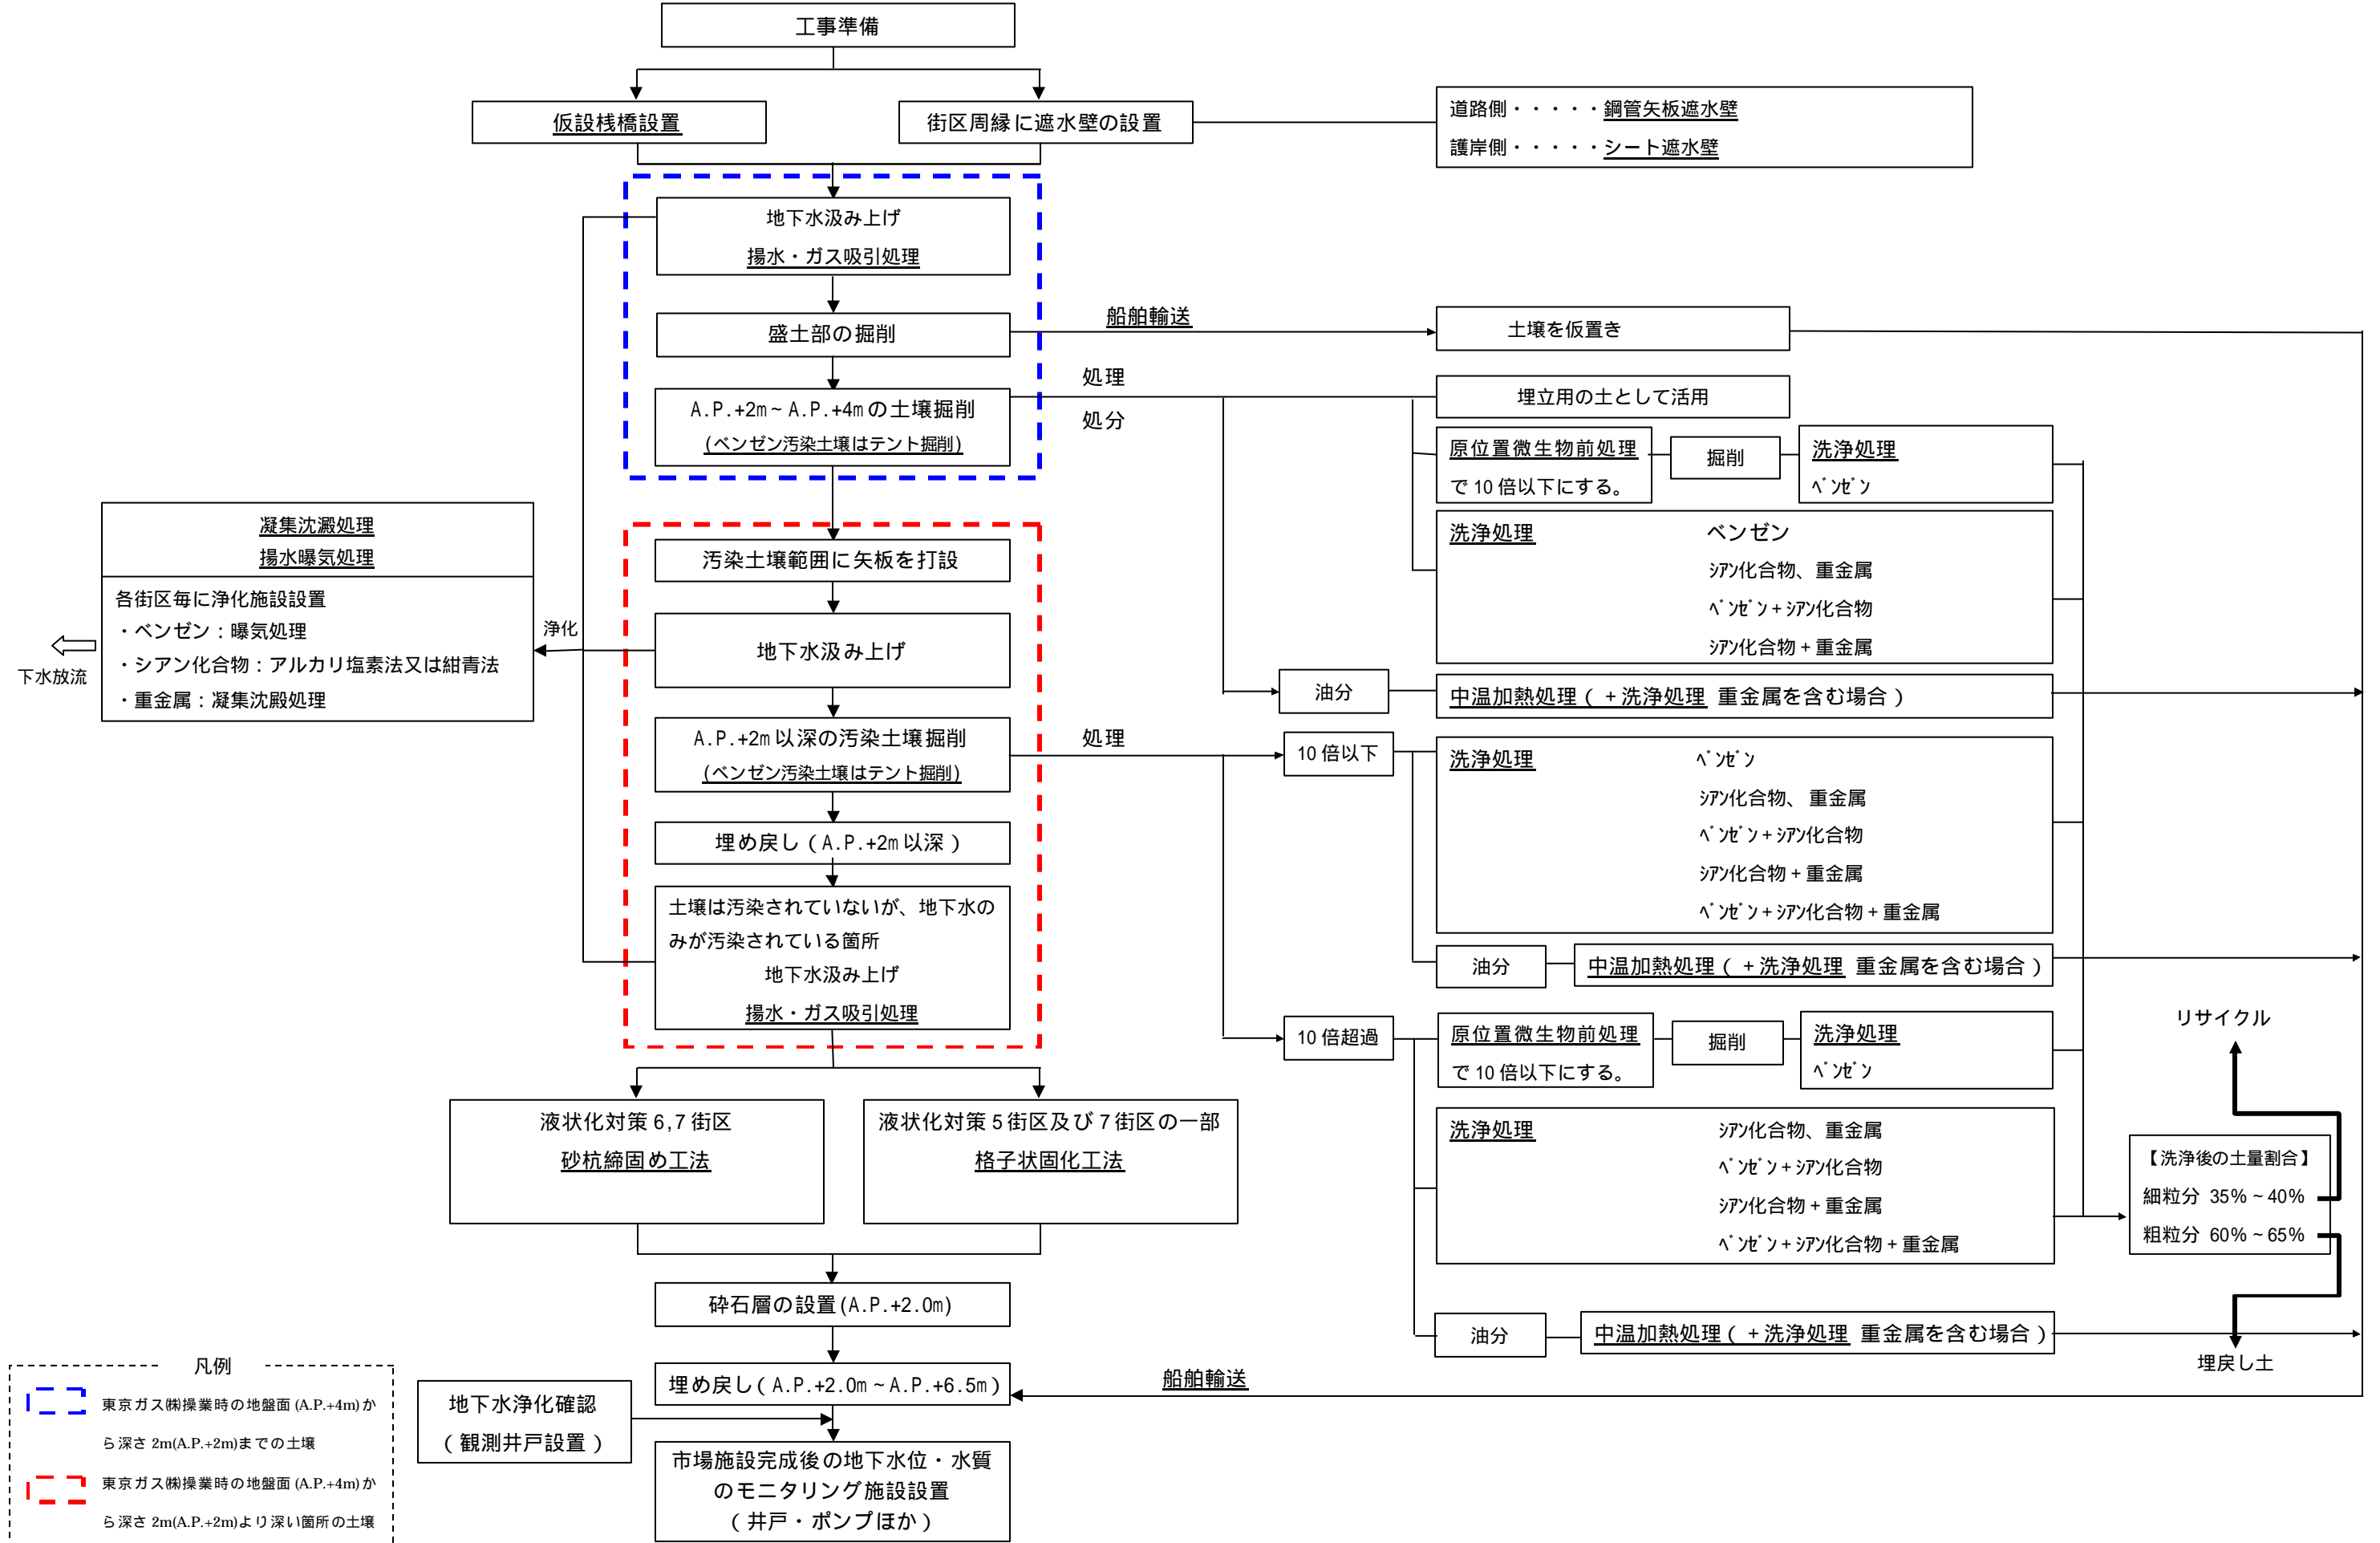 工事準備
仮設桟橋設置
街区周縁に遮水壁の設置
道路側・・・・・鋼管矢板遮水壁
護岸側・・・・・シート遮水壁
地下水汲み上げ
揚水・ガス吸引処理
盛土部の掘削
船舶輸送
土壌を仮置き
A.P.+2m~A.P.+4mの土壌掘削
(ベンゼン汚染土壌はテント掘削)
処理
処分
埋立用の土として活用
原位置微生物前処理
で10倍以下にする。
掘削
洗浄処理
ﾍﾞﾝｾﾞﾝ
洗浄処理 ベンゼン
ｼｱﾝ化合物、重金属
ﾍﾞﾝｾﾞﾝ+ｼｱﾝ化合物
ｼｱﾝ化合物+重金属
油分
中温加熱処理(+洗浄処理 重金属を含む場合)
凝集沈澱処理
揚水曝気処理
各街区毎に浄化施設設置
・ベンゼン:曝気処理
・シアン化合物:アルカリ塩素法又は紺青法
・重金属:凝集沈殿処理
下水放流
浄化
汚染土壌範囲に矢板を打設
地下水汲み上げ
A.P.+2m以深の汚染土壌掘削
(ベンゼン汚染土壌はテント掘削)
処理
10倍以下
洗浄処理 ﾍﾞﾝｾﾞﾝ
ｼｱﾝ化合物、重金属
ﾍﾞﾝｾﾞﾝ+ｼｱﾝ化合物
ｼｱﾝ化合物+重金属
ﾍﾞﾝｾﾞﾝ+ｼｱﾝ化合物+重金属
油分
中温加熱処理(+洗浄処理 重金属を含む場合)
埋め戻し(A.P.+2m以深)
土壌は汚染されていないが、地下水の
みが汚染されている箇所
地下水汲み上げ
揚水・ガス吸引処理
10倍超過
原位置微生物前処理
で10倍以下にする。
掘削
洗浄処理
ﾍﾞﾝｾﾞﾝ
洗浄処理 ｼｱﾝ化合物、重金属
ﾍﾞﾝｾﾞﾝ+ｼｱﾝ化合物
ｼｱﾝ化合物+重金属
ﾍﾞﾝｾﾞﾝ+ｼｱﾝ化合物+重金属
油分
中温加熱処理(+洗浄処理 重金属を含む場合)
リサイクル
【洗浄後の土量割合】
細粒分 35%~40%
粗粒分 60%~65%
埋戻し土
液状化対策6,7街区
砂杭締固め工法
液状化対策5街区及び7街区の一部
格子状固化工法
砕石層の設置(A.P.+2.0m)
埋め戻し(A.P.+2.0m~A.P.+6.5m)
船舶輸送
地下水浄化確認
(観測井戸設置)
市場施設完成後の地下水位・水質
のモニタリング施設設置
(井戸・ポンプほか)
凡例
東京ガス㈱操業時の地盤面(A.P.+4m)か
ら深さ2m(A.P.+2m)までの土壌
東京ガス㈱操業時の地盤面(A.P.+4m)か
ら深さ2m(A.P.+2m)より深い箇所の土壌